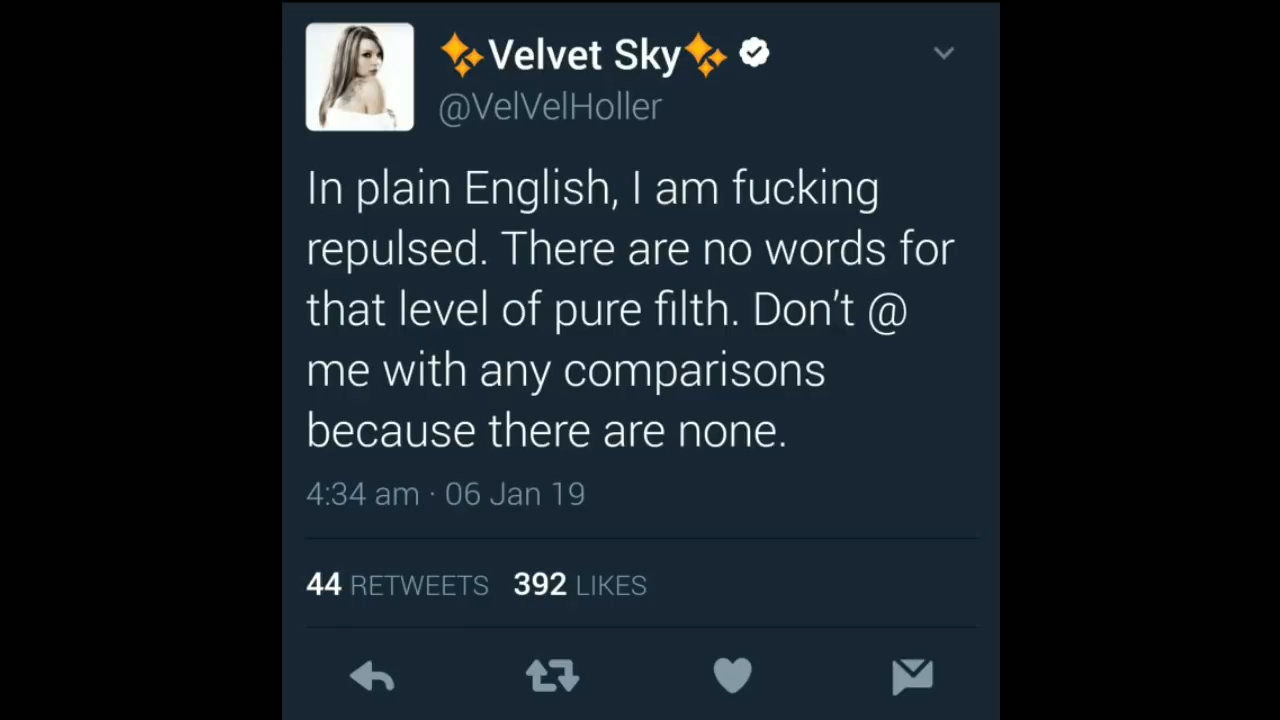 ✨Velvet Sky✨
@VelVelHoller
In plain English, I am fucking
repulsed. There are no words for
that level of pure filth. Don’t @
me with any comparisons
because there are none.
4:34 am · 06 Jan 19
44 RETWEETS 392 LIKES